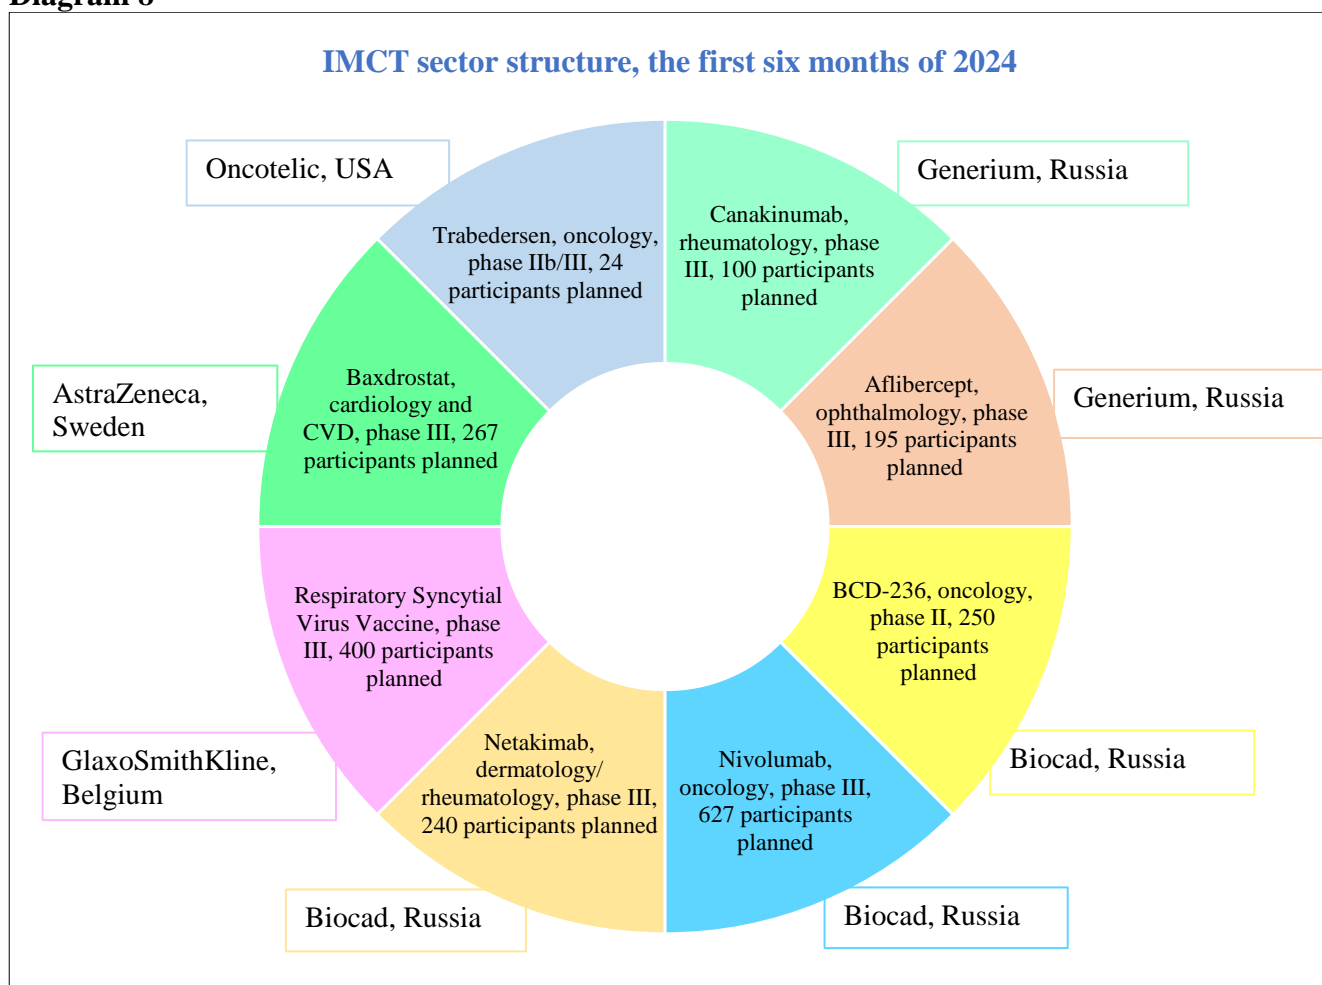 Diagram 8
IMCT sector structure, the first six months of 2024
Oncotelic, USA
Generium, Russia
Trabedersen, oncology,
phase IIb/III, 24
participants planned
Canakinumab,
rheumatology, phase
III, 100 participants
planned
AstraZeneca,
Sweden
Baxdrostat,
cardiology and
CVD, phase III, 267
participants planned
Aflibercept,
ophthalmology, phase
III, 195 participants
planned
Generium, Russia
Respiratory Syncytial
Virus Vaccine, phase
III, 400 participants
planned
BCD-236, oncology,
phase II, 250
participants
planned
GlaxoSmithKline,
Belgium
Netakimab,
dermatology/
rheumatology, phase III,
240 participants planned
Nivolumab,
oncology, phase III,
627 participants
planned
Biocad, Russia
Biocad, Russia
Biocad, Russia